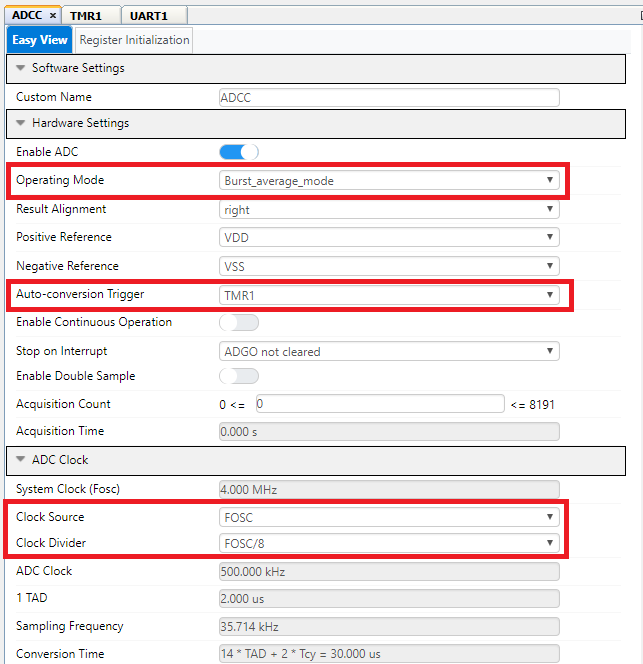 ADCC × TMR1 UART1
Easy View Register Initialization
Software Settings
Custom Name ADCC
Hardware Settings
Enable ADC
Operating Mode Burst_average_mode
Result Alignment right
Positive Reference VDD
Negative Reference VSS
Auto-conversion Trigger TMR1
Enable Continuous Operation
Stop on Interrupt ADGO not cleared
Enable Double Sample
Acquisition Count 0 <= 0 <= 8191
Acquisition Time 0.000 s
ADC Clock
System Clock (Fosc) 4.000 MHz
Clock Source FOSC
Clock Divider FOSC/8
ADC Clock 500.000 kHz
1 TAD 2.000 us
Sampling Frequency 35.714 kHz
Conversion Time 14 * TAD + 2 * Tcy = 30.000 us